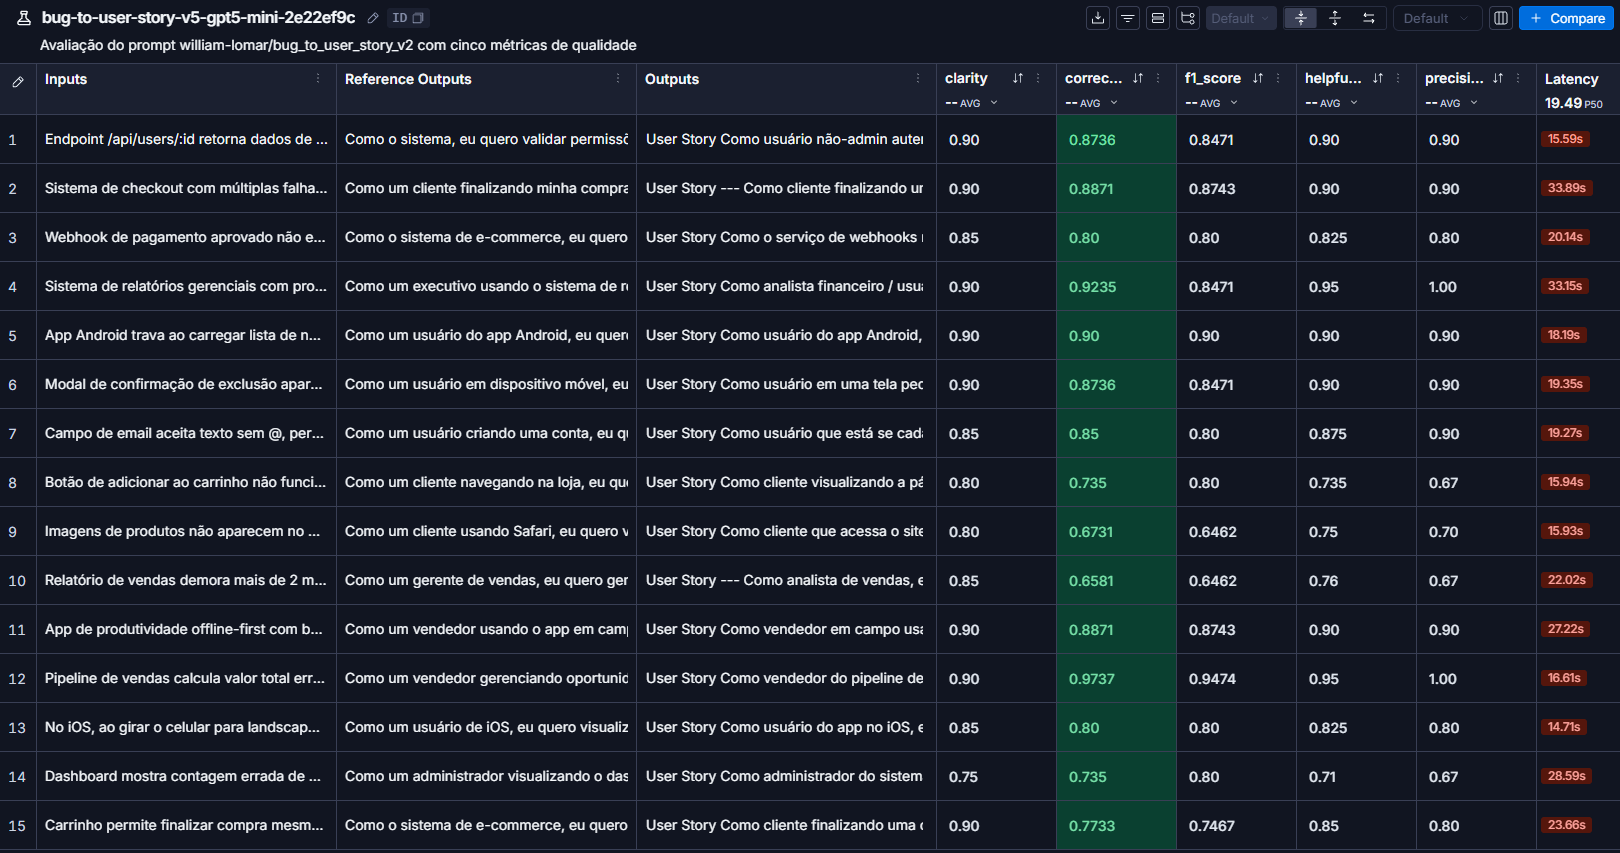 bug-to-user-story-v5-gpt5-mini-2e22ef9c ID Default Default + Compare
Avaliação do prompt william-lomar/bug_to_user_story_v2 com cinco métricas de qualidade
Inputs Reference Outputs Outputs clarity correc... f1_score helpfu... precisi... Latency
-- AVG -- AVG -- AVG -- AVG -- AVG 19.49 P50
1 Endpoint /api/users/:id retorna dados de ... Como o sistema, eu quero validar permissõ User Story Como usuário não-admin auten 0.90 0.8736 0.8471 0.90 0.90 15.59s
2 Sistema de checkout com múltiplas falha... Como um cliente finalizando minha compra User Story --- Como cliente finalizando ur 0.90 0.8871 0.8743 0.90 0.90 33.89s
3 Webhook de pagamento aprovado não e... Como o sistema de e-commerce, eu quero User Story Como o serviço de webhooks 0.85 0.80 0.80 0.825 0.80 20.14s
4 Sistema de relatórios gerenciais com pro... Como um executivo usando o sistema de re User Story Como analista financeiro / usua 0.90 0.9235 0.8471 0.95 1.00 33.15s
5 App Android trava ao carregar lista de n... Como um usuário do app Android, eu quero User Story Como usuário do app Android, 0.90 0.90 0.90 0.90 0.90 18.19s
6 Modal de confirmação de exclusão apar... Como um usuário em dispositivo móvel, eu User Story Como usuário em uma tela peq 0.90 0.8736 0.8471 0.90 0.90 19.35s
7 Campo de email aceita texto sem @, per... Como um usuário criando uma conta, eu qu User Story Como usuário que está se cada 0.85 0.85 0.80 0.875 0.90 19.27s
8 Botão de adicionar ao carrinho não funci... Como um cliente navegando na loja, eu que User Story Como cliente visualizando a pá 0.80 0.735 0.80 0.735 0.67 15.94s
9 Imagens de produtos não aparecem no ... Como um cliente usando Safari, eu quero v User Story Como cliente que acessa o site 0.80 0.6731 0.6462 0.75 0.70 15.93s
10 Relatório de vendas demora mais de 2 m... Como um gerente de vendas, eu quero ger User Story --- Como analista de vendas, e 0.85 0.6581 0.6462 0.76 0.67 22.02s
11 App de produtividade offline-first com b... Como um vendedor usando o app em camp User Story Como vendedor em campo usa 0.90 0.8871 0.8743 0.90 0.90 27.22s
12 Pipeline de vendas calcula valor total err... Como um vendedor gerenciando oportunid User Story Como vendedor do pipeline de 0.90 0.9737 0.9474 0.95 1.00 16.61s
13 No iOS, ao girar o celular para landscap... Como um usuário de iOS, eu quero visualiz User Story Como usuário do app no iOS, e 0.85 0.80 0.80 0.825 0.80 14.71s
14 Dashboard mostra contagem errada de ... Como um administrador visualizando o das User Story Como administrador do sistem 0.75 0.735 0.80 0.71 0.67 28.59s
15 Carrinho permite finalizar compra mesm... Como o sistema de e-commerce, eu quero User Story Como cliente finalizando uma c 0.90 0.7733 0.7467 0.85 0.80 23.66s